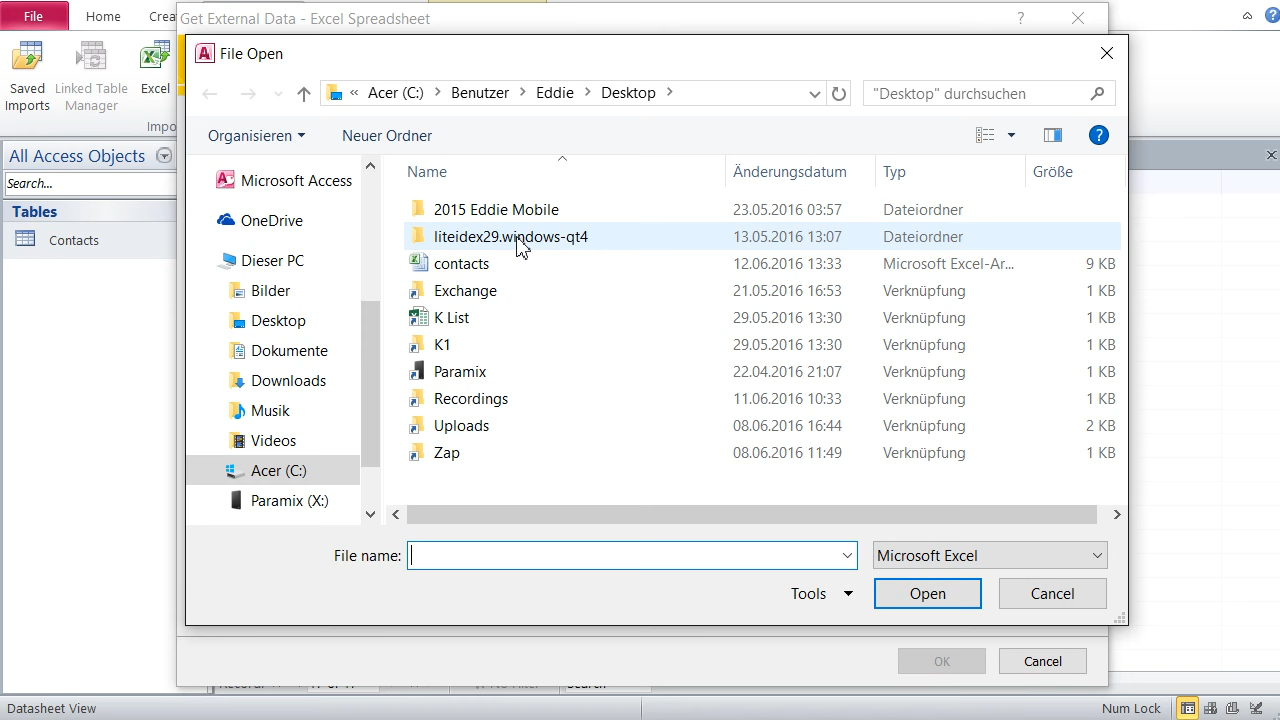 File Home Crea
Get External Data - Excel Spreadsheet ?
Saved Imports
Linked Table Manager
Excel
Impo
All Access Objects
Search...
Tables
Contacts
File Open
« Acer (C:) > Benutzer > Eddie > Desktop >
"Desktop" durchsuchen
Organisieren Neuer Ordner ?
Microsoft Access
OneDrive
Dieser PC
Bilder
Desktop
Dokumente
Downloads
Musik
Videos
Acer (C:)
Paramix (X:)
Name Änderungsdatum Typ Größe
2015 Eddie Mobile 23.05.2016 03:57 Dateiordner
liteidex29.windows-qt4 13.05.2016 13:07 Dateiordner
contacts 12.06.2016 13:33 Microsoft Excel-Ar... 9 KB
Exchange 21.05.2016 16:53 Verknüpfung 1 KB
K List 29.05.2016 13:30 Verknüpfung 1 KB
K1 29.05.2016 13:30 Verknüpfung 1 KB
Paramix 22.04.2016 21:07 Verknüpfung 1 KB
Recordings 11.06.2016 10:33 Verknüpfung 1 KB
Uploads 08.06.2016 16:44 Verknüpfung 2 KB
Zap 08.06.2016 11:49 Verknüpfung 1 KB
File name: Microsoft Excel
Tools Open Cancel
OK Cancel
Datasheet View Num Lock